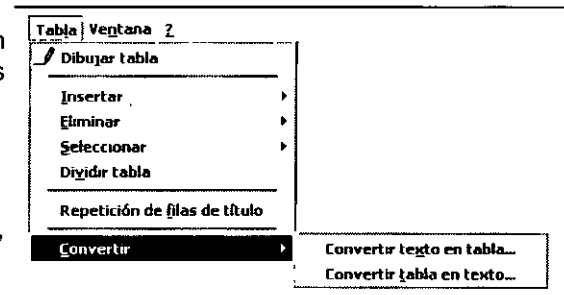 Tabla Ventana ?
Dibujar tabla
Insertar
Eliminar
Seleccionar
Dividir tabla
Repetición de filas de título
Convertir
Convertir texto en tabla...
Convertir tabla en texto...